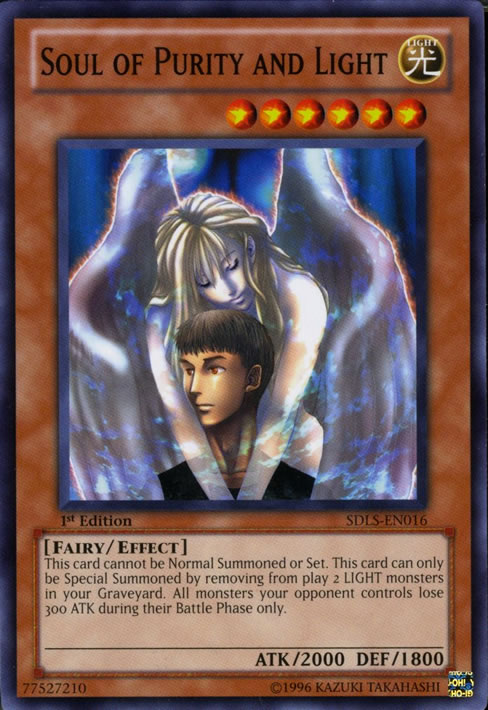 SOUL OF PURITY AND LIGHT
LIGHT
光
1st Edition
SDLS-EN016
[FAIRY/EFFECT]
This card cannot be Normal Summoned or Set. This card can only
be Special Summoned by removing from play 2 LIGHT monsters
in your Graveyard. All monsters your opponent controls lose
300 ATK during their Battle Phase only.
ATK/2000 DEF/1800
77527210
©1996 KAZUKI TAKAHASHI